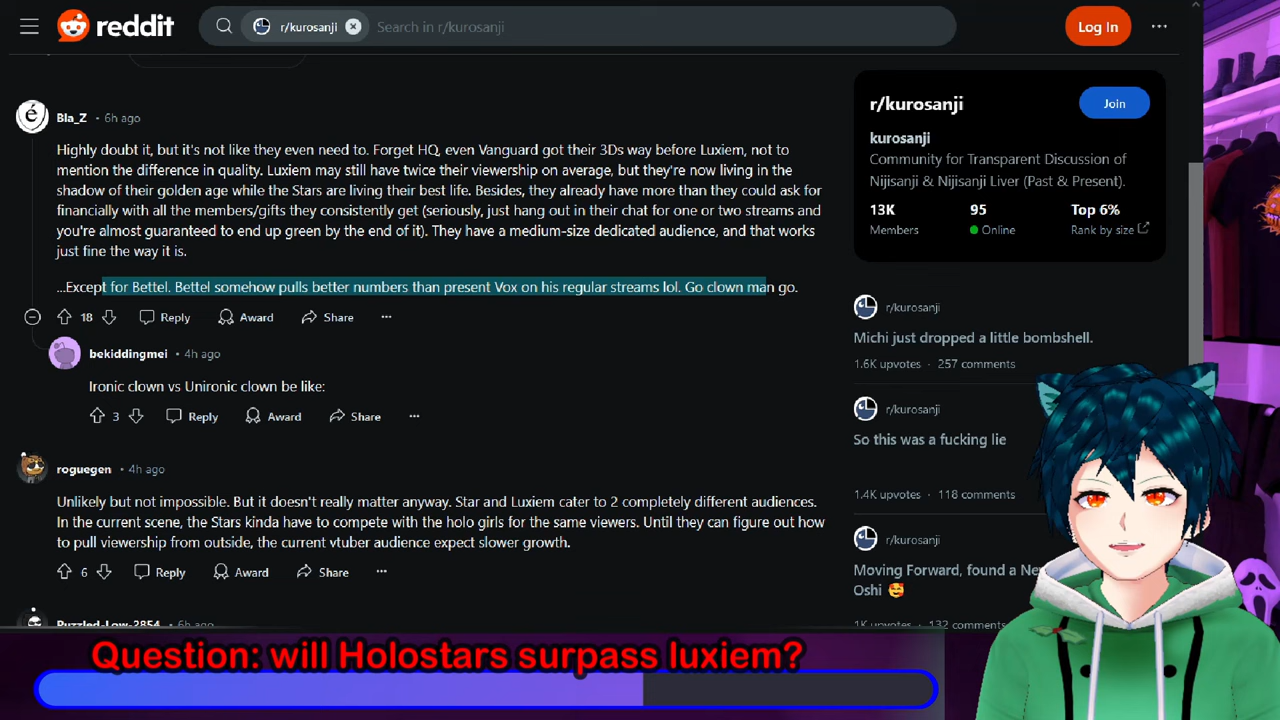 reddit
r/kurosanji
Search in r/kurosanji
Log In
Bla_Z • 6h ago
Highly doubt it, but it's not like they even need to. Forget HQ, even Vanguard got their 3Ds way before Luxiem, not to
mention the difference in quality. Luxiem may still have twice their viewership on average, but they're now living in the
shadow of their golden age while the Stars are living their best life. Besides, they already have more than they could ask for
financially with all the members/gifts they consistently get (seriously, just hang out in their chat for one or two streams and
you're almost guaranteed to end up green by the end of it). They have a medium-size dedicated audience, and that works
just fine the way it is.
...Except for Bettel. Bettel somehow pulls better numbers than present Vox on his regular streams lol. Go clown man go.
18 Reply Award Share
bekiddingmei • 4h ago
Ironic clown vs Unironic clown be like:
3 Reply Award Share
roguegen • 4h ago
Unlikely but not impossible. But it doesn't really matter anyway. Star and Luxiem cater to 2 completely different audiences.
In the current scene, the Stars kinda have to compete with the holo girls for the same viewers. Until they can figure out how
to pull viewership from outside, the current vtuber audience expect slower growth.
6 Reply Award Share
Puzzled-Low-2854 6h ago
r/kurosanji
Join
kurosanji
Community for Transparent Discussion of
Nijisanji & Nijisanji Liver (Past & Present).
13K 95 Top 6%
Members Online Rank by size
r/kurosanji
Michi just dropped a little bombshell.
1.6K upvotes • 257 comments
r/kurosanji
So this was a fucking lie
1.4K upvotes • 118 comments
r/kurosanji
Moving Forward, found a
Oshi 🥰
1K upvotes • 132 comments
Question: will Holostars surpass luxiem?